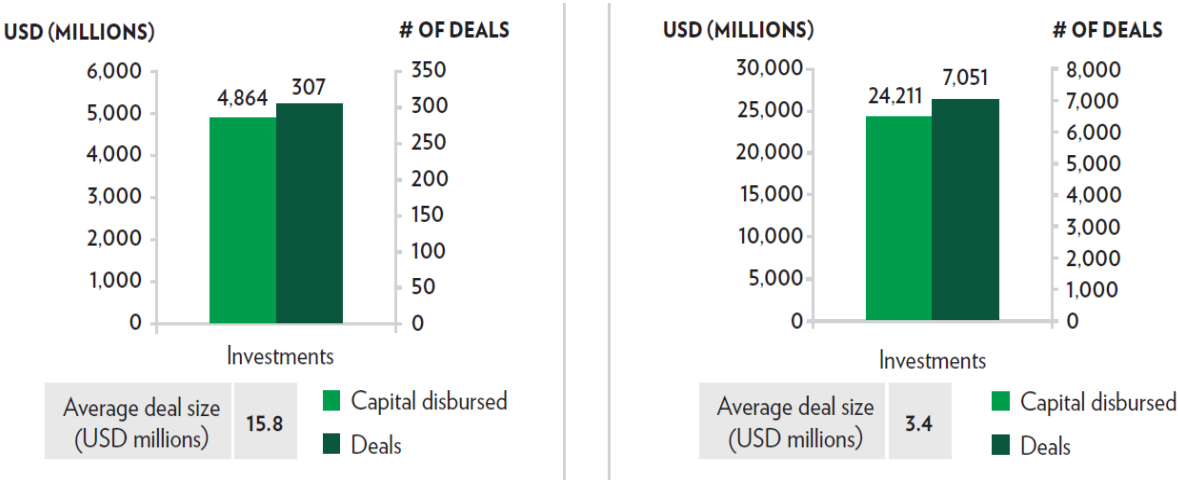 USD (MILLIONS)
# OF DEALS
6,000
5,000
4,000
3,000
2,000
1,000
0
4,864
307
350
300
250
200
150
100
50
0
Investments
Average deal size
(USD millions)
15.8
Capital disbursed
Deals
USD (MILLIONS)
# OF DEALS
30,000
25,000
20,000
15,000
10,000
5,000
0
24,211
7,051
8,000
7,000
6,000
5,000
4,000
3,000
2,000
1,000
0
Investments
Average deal size
(USD millions)
3.4
Capital disbursed
Deals